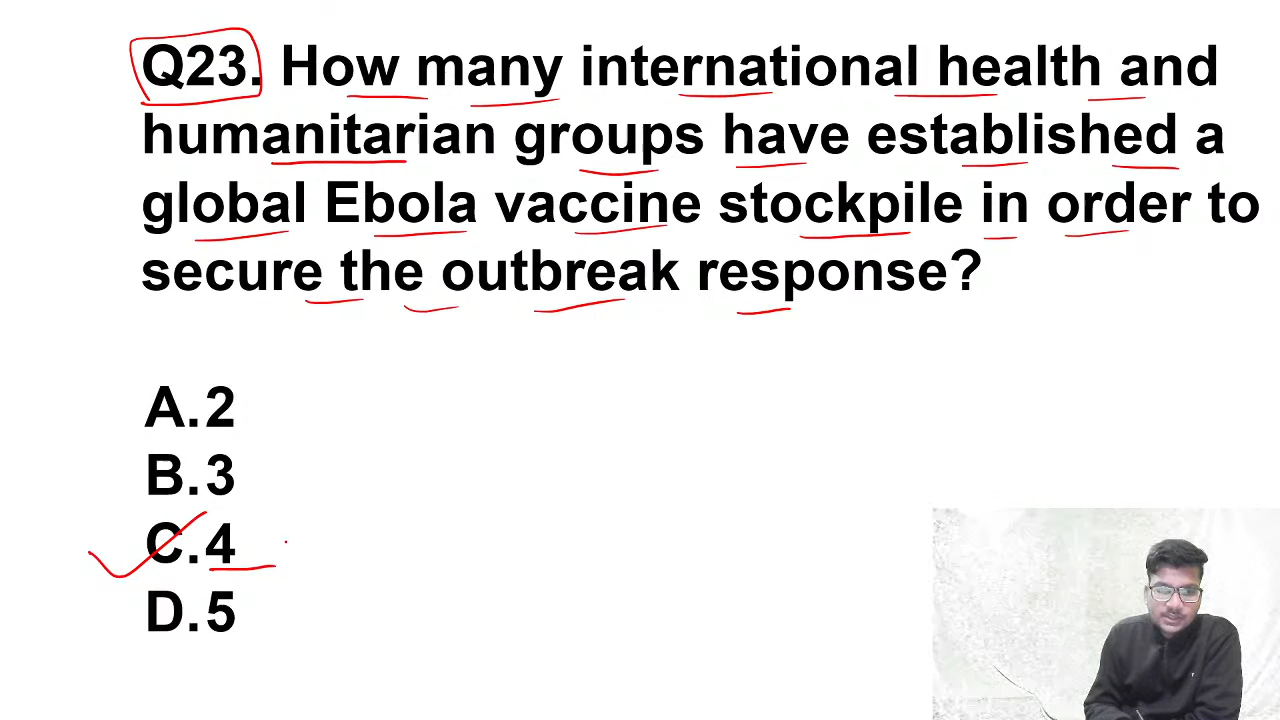 Q23. How many international health and
humanitarian groups have established a
global Ebola vaccine stockpile in order to
secure the outbreak response?
A.2
B.3
C.4
D.5